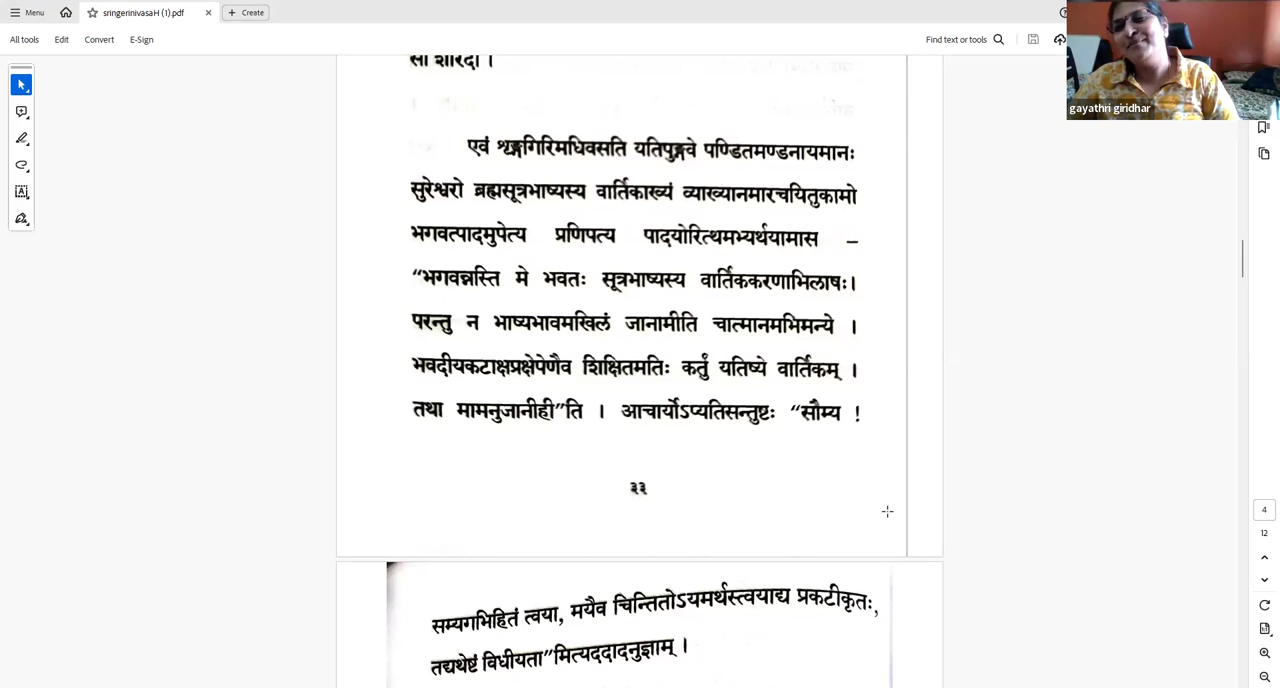 Menu
sringerinivasaH (1).pdf
Create
All tools
Edit
Convert
E-Sign
Find text or tools
gayathri giridhar
सा शारदा ।
एवं शृङ्गगिरिमधिवसति यतिपुङ्गवे पण्डितमण्डनायमानः
सुरेश्वरो ब्रह्मसूत्रभाष्यस्य वार्तिकाख्यं व्याख्यानमारचयितुकामो
भगवत्पादमुपेत्य प्रणिपत्य पादयोरित्थमभ्यर्थयामास –
“भगवन्नस्ति मे भवतः सूत्रभाष्यस्य वार्तिककरणाभिलाषः।
परन्तु न भाष्यभावमखिलं जानामीति चात्मानमभिमन्ये ।
भवदीयकटाक्षप्रक्षेपेणैव शिक्षितमतिः कर्तुं यतिष्ये वार्तिकम् ।
तथा मामनुजानीही”ति । आचार्योऽप्यतिसन्तुष्टः “सौम्य !
३३
सम्यगभिहितं त्वया, मयैव चिन्तितोऽयमर्थस्त्वयाद्य प्रकटीकृतः,
तद्यथेष्टं विधीयता”मित्यददादनुज्ञाम् ।
4
12